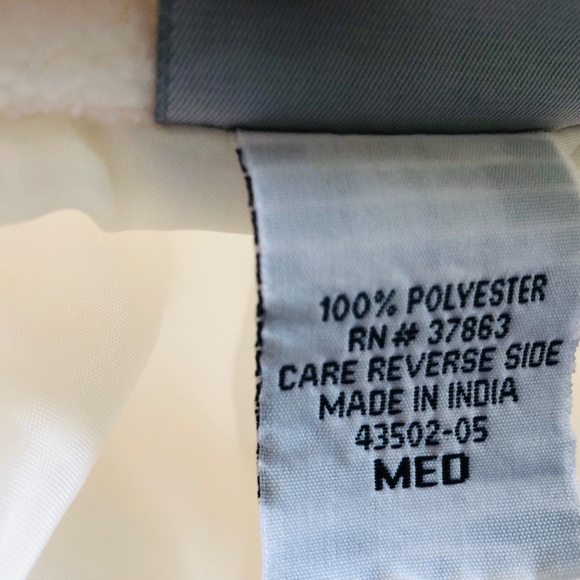 100% POLYESTER
RN# 37863
CARE REVERSE SIDE
MADE IN INDIA
43502-05
MED